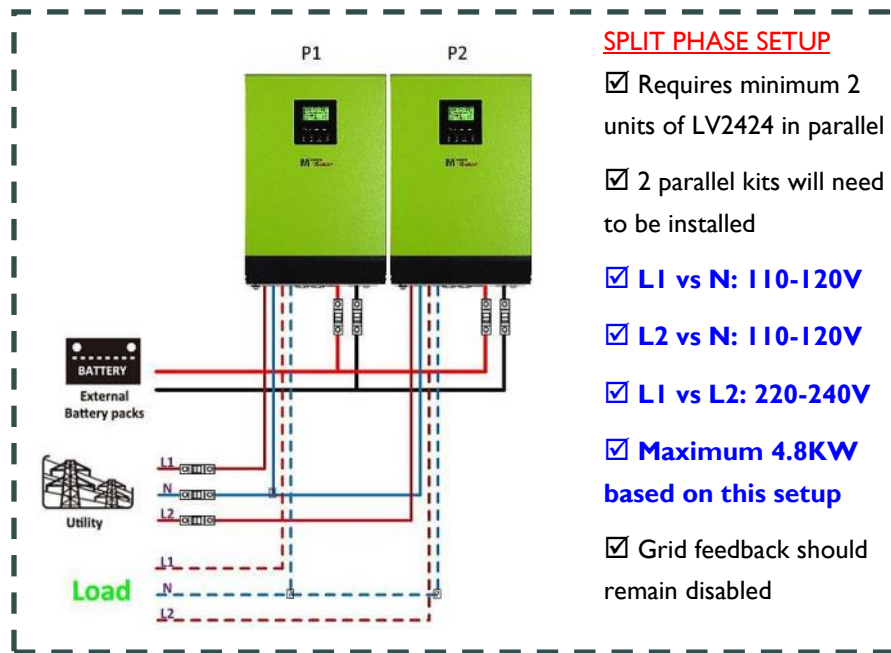 P1
P2
BATTERY
External
Battery packs
L1
N
L2
Utility
L1
N
L2
Load
SPLIT PHASE SETUP
☑ Requires minimum 2
units of LV2424 in parallel
☑ 2 parallel kits will need
to be installed
☑ L1 vs N: 110-120V
☑ L2 vs N: 110-120V
☑ L1 vs L2: 220-240V
☑ Maximum 4.8KW
based on this setup
☑ Grid feedback should
remain disabled